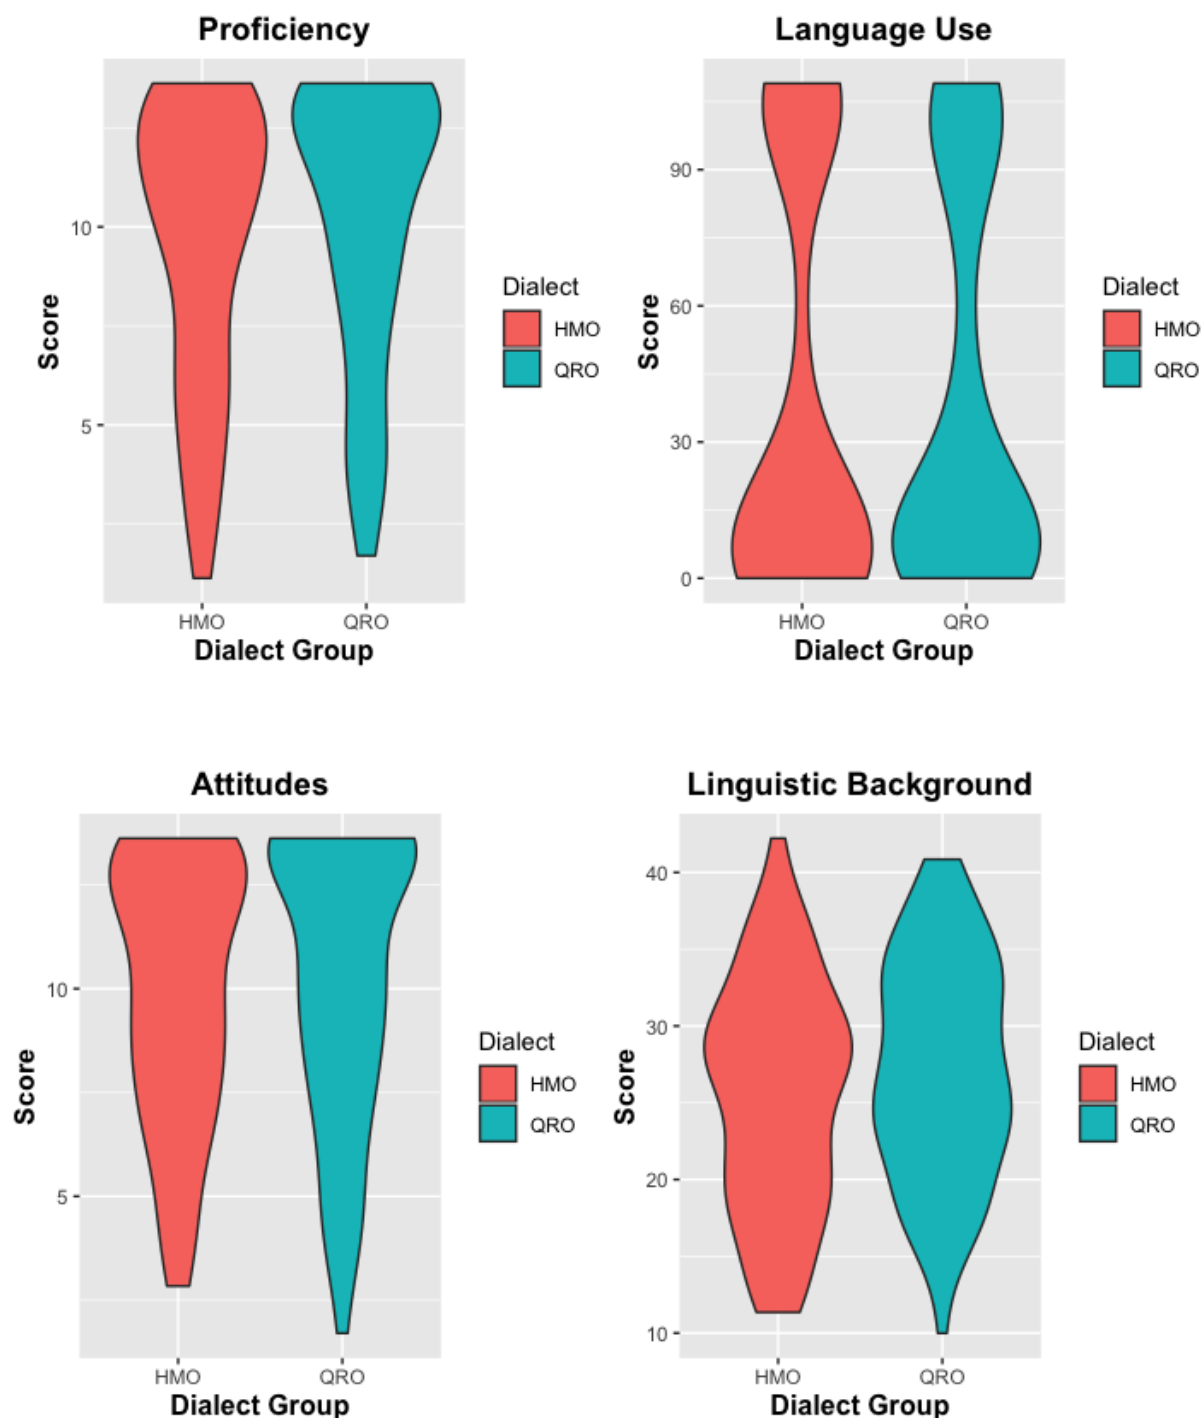 Proficiency
10
5
Score
HMO
QRO
Dialect Group
Dialect
HMO
QRO
Language Use
90
60
30
0
Score
HMO
QRO
Dialect Group
Dialect
HMO
QRO
Attitudes
10
5
Score
HMO
QRO
Dialect Group
Dialect
HMO
QRO
Linguistic Background
40
30
20
10
Score
HMO
QRO
Dialect Group
Dialect
HMO
QRO